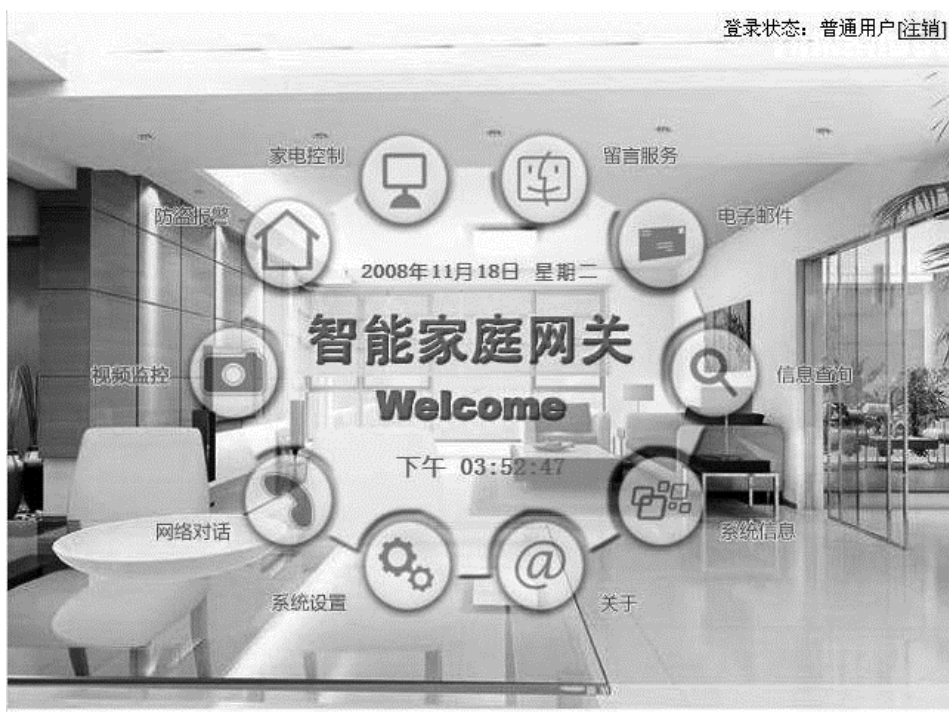 登录状态：普通用户[注销]
家电控制
留言服务
防盗报警
电子邮件
2008年11月18日 星期二
智能家庭网关
视频监控
信息查询
Welcome
下午 03:52:47
网络对话
系统信息
系统设置
关于